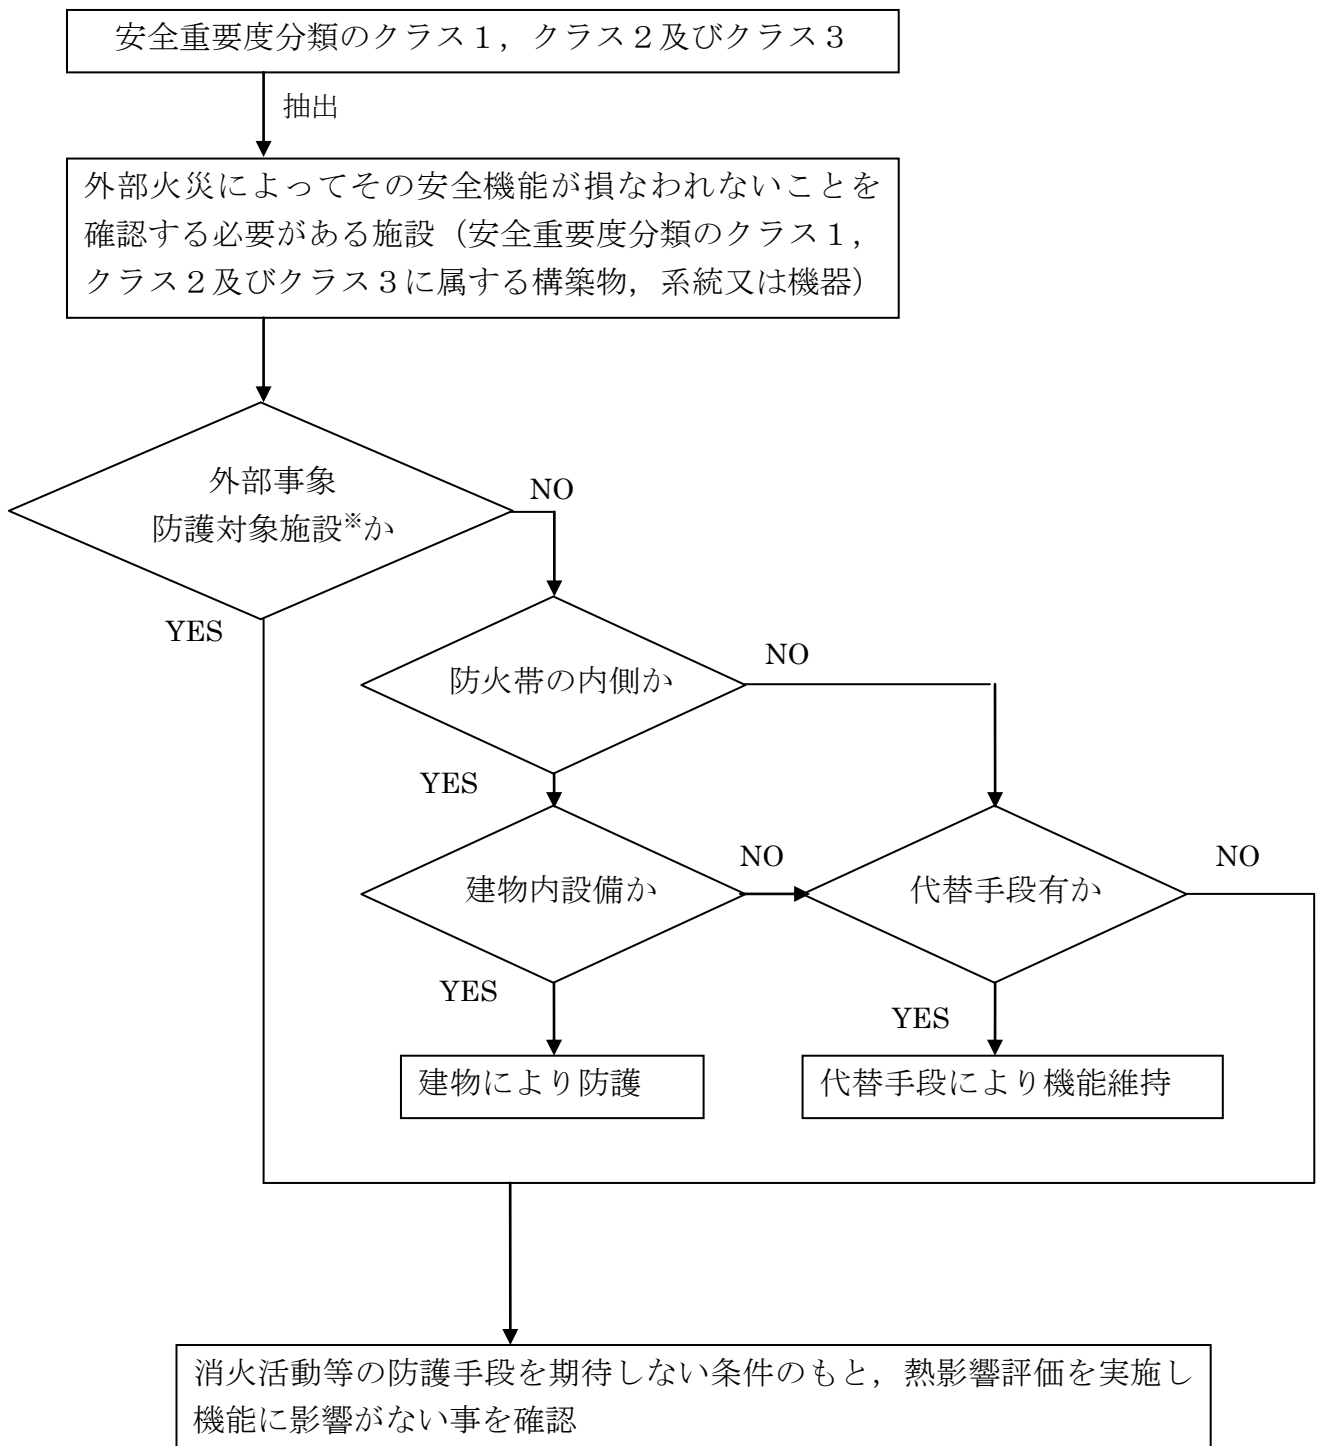 安全重要度分類のクラス１，クラス２及びクラス３
抽出
外部火災によってその安全機能が損なわれないことを
確認する必要がある施設（安全重要度分類のクラス１，
クラス２及びクラス３に属する構築物，系統又は機器）
外部事象
防護対象施設※か
NO
YES
防火帯の内側か
NO
YES
建物内設備か
NO
代替手段有か
NO
YES
YES
建物により防護
代替手段により機能維持
消火活動等の防護手段を期待しない条件のもと，熱影響評価を実施し
機能に影響がない事を確認